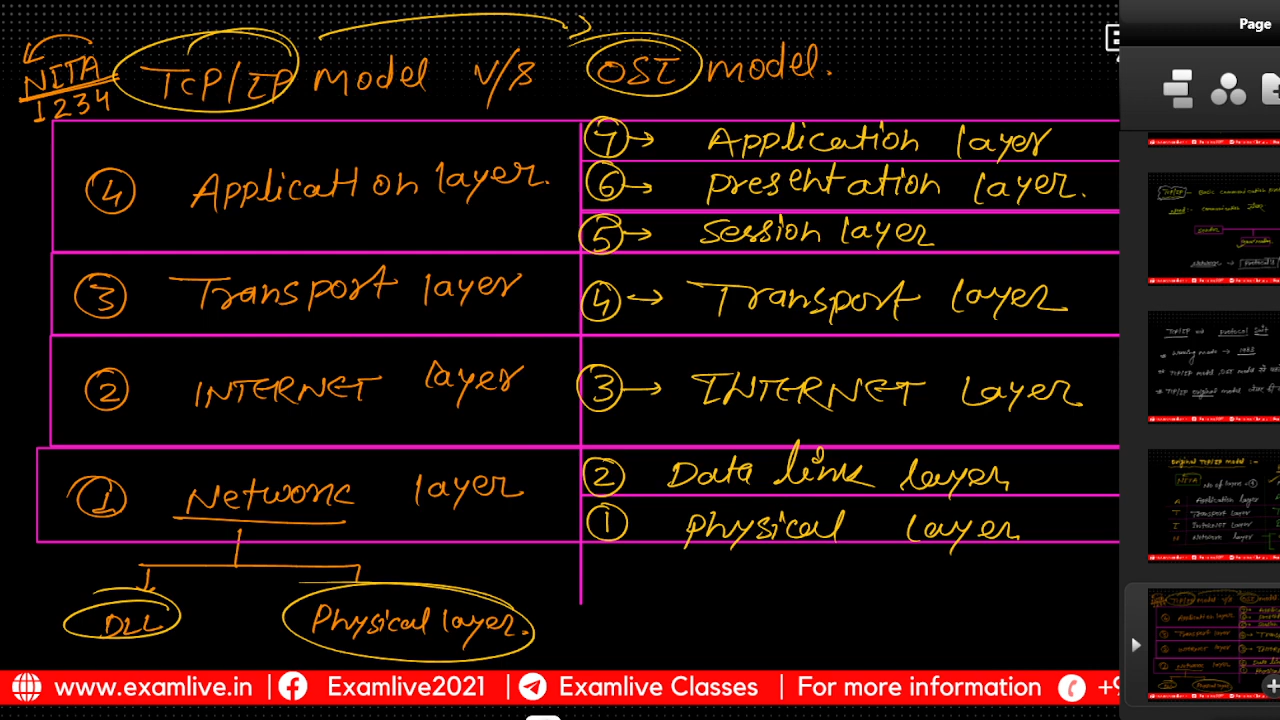 NITA
1234
TCP/IP model v/s OSI model.
④ Application layer.
⑦→ Application layer
⑥→ presentation layer.
⑤→ Session layer
③ Transport layer
④→ Transport layer
② INTERNET layer
③→ INTERNET layer
① Network layer
② Data link layer
① physical layer
DLL
Physical layer.
www.examlive.in | Examlive2021 | Examlive Classes | For more information
Page